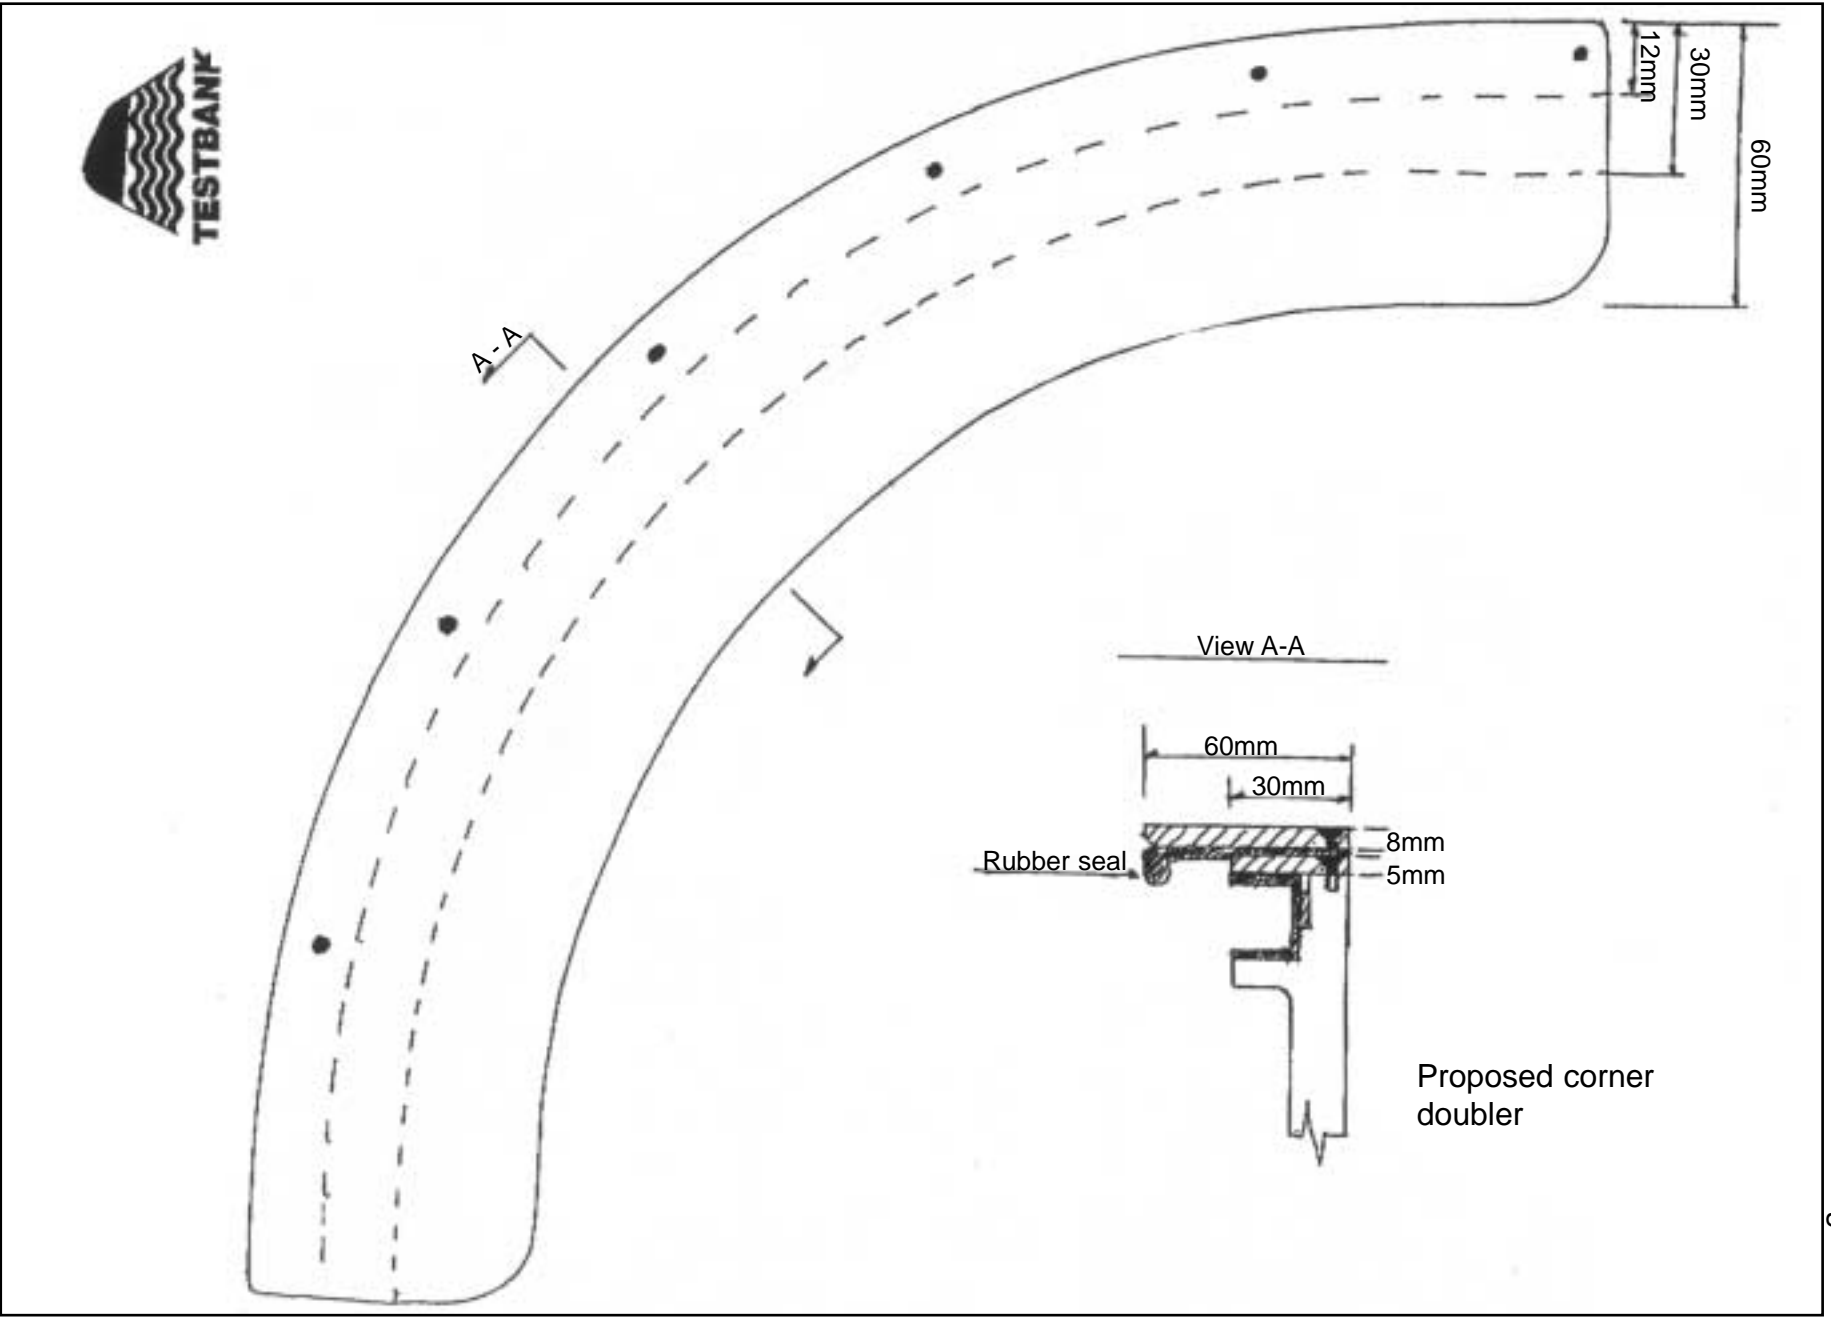 TESTBANK
12mm
30mm
60mm
A - A
View A-A
60mm
30mm
8mm
Rubber seal
5mm
Proposed corner
doubler